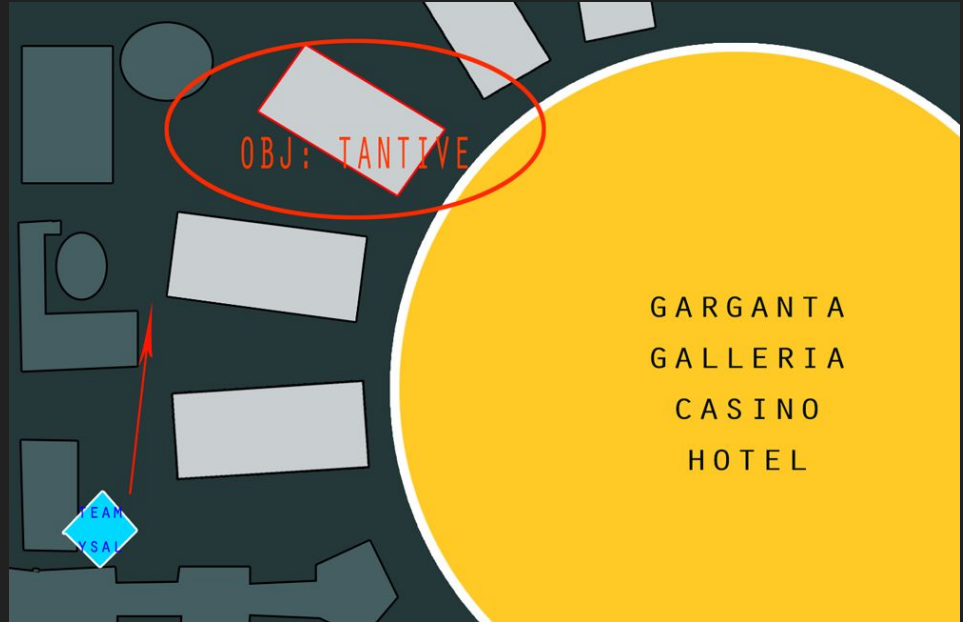 OBJ: TANTIVE
GARGANTA
GALLERIA
CASINO
HOTEL
TEAM
YSAL